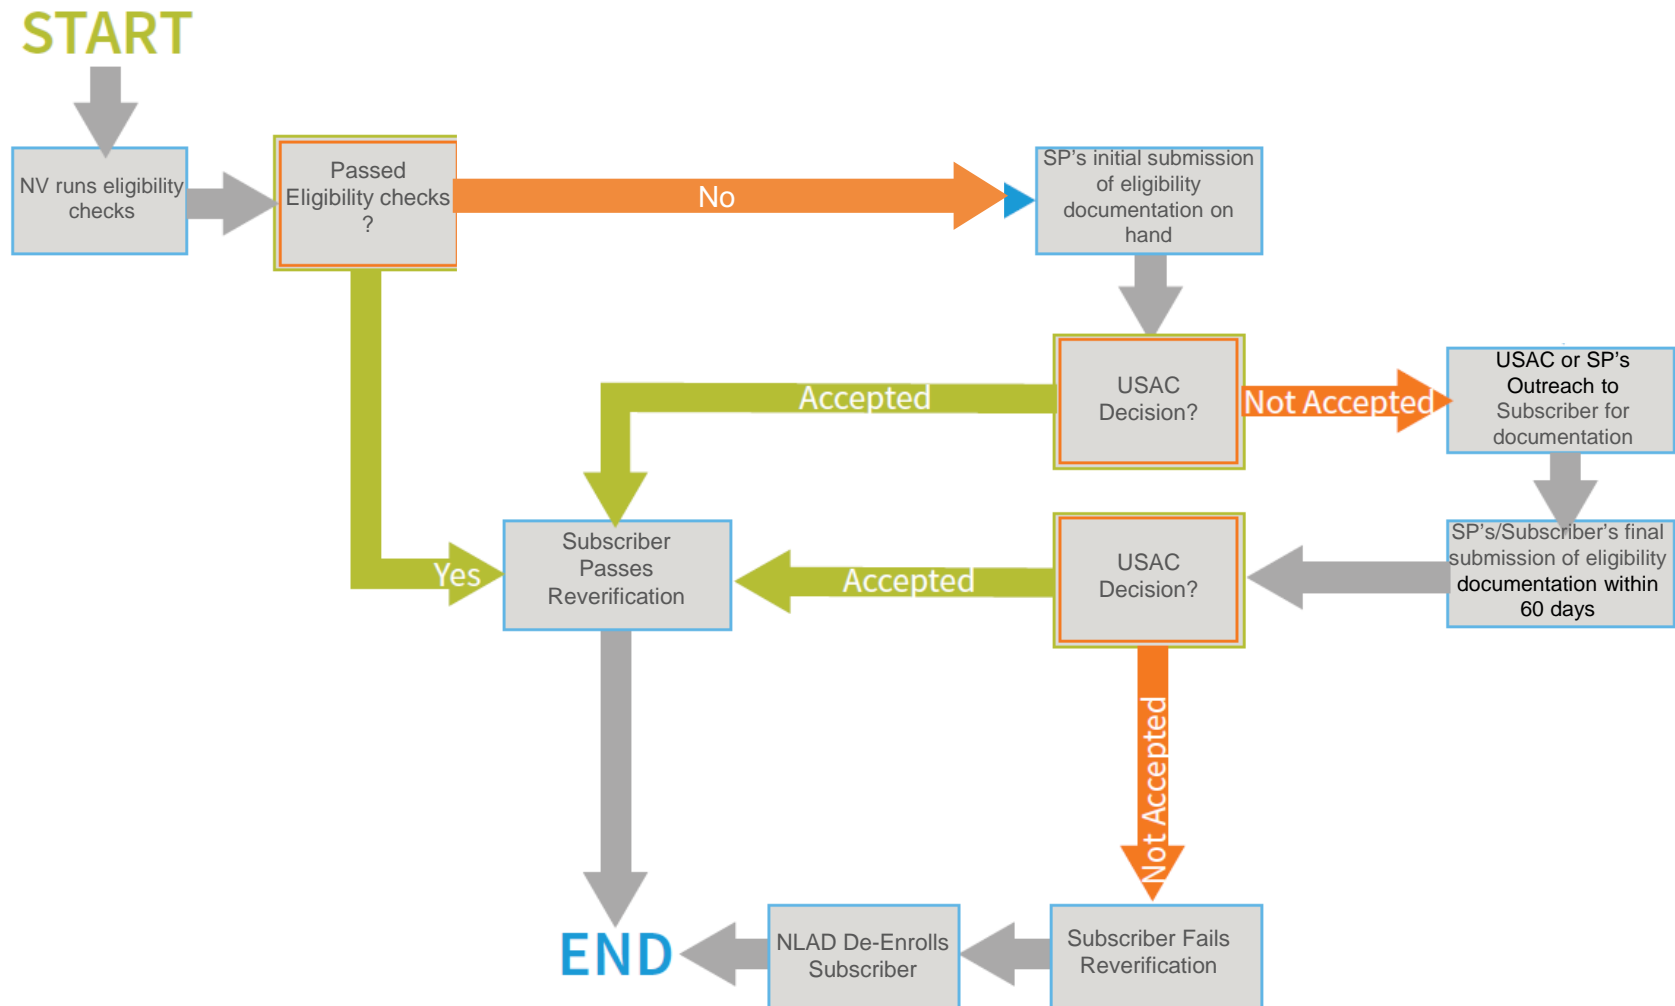 START
NV runs eligibility
checks
Passed
Eligibility checks
?
No
SP's initial submission
of eligibility
documentation on
hand
USAC
Decision?
Accepted
Not Accepted
USAC or SP's
Outreach to
Subscriber for
documentation
Subscriber
Passes
Reverification
Yes
Accepted
USAC
Decision?
SP's/Subscriber's final
submission of eligibility
documentation within
60 days
Not Accepted
END
NLAD De-Enrolls
Subscriber
Subscriber Fails
Reverification